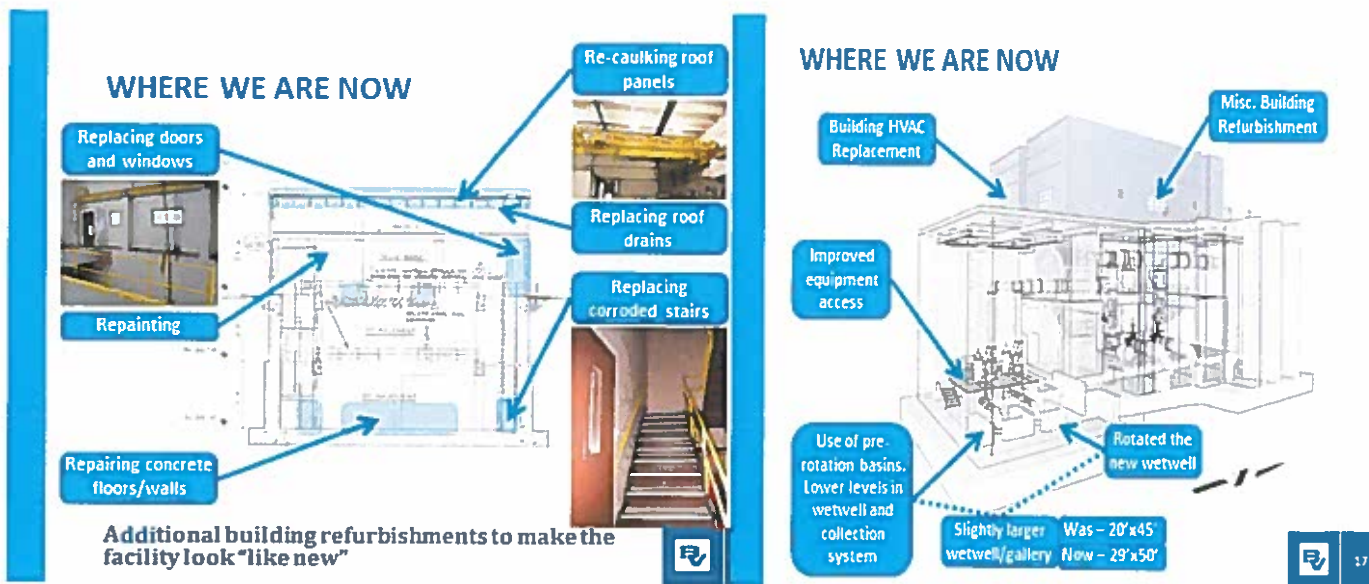 WHERE WE ARE NOW
Replacing doors
and windows
Re-caulking roof
panels
Replacing roof
drains
Repainting
Replacing
corroded stairs
Repairing concrete
floors/walls
Additional building refurbishments to make the
facility look "like new"
BV
WHERE WE ARE NOW
Building HVAC
Replacement
Misc. Building
Refurbishment
Improved
equipment
access
Use of pre-
rotation basins.
Lower levels in
wetwell and
collection
system
Rotated the
new wetwell
Slightly larger
wetwell/gallery
Was – 20'x45'
Now – 29'x50'
BV
17